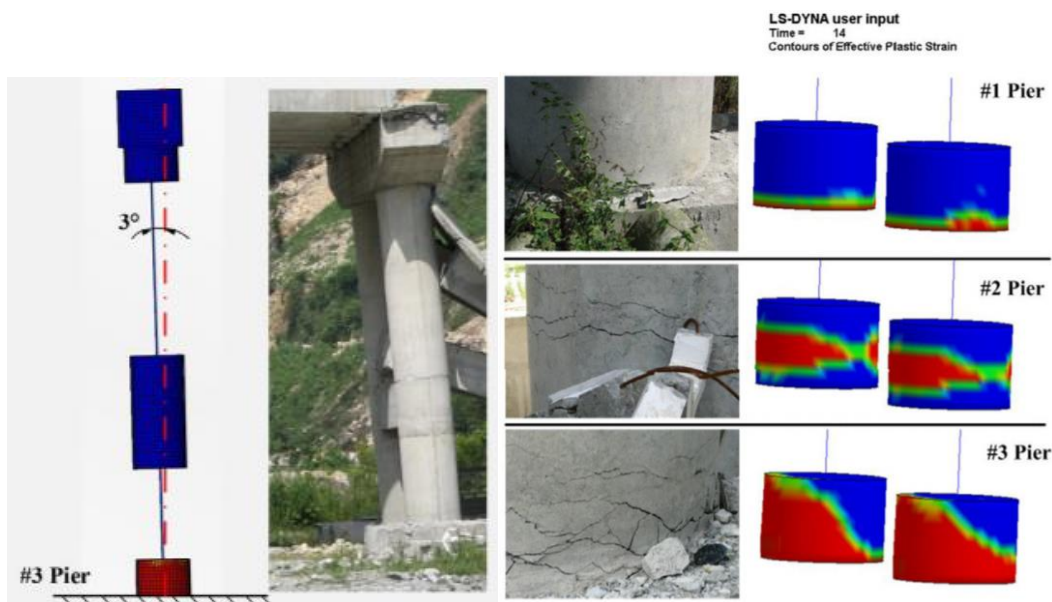 LS-DYNA user input
Time = 14
Contours of Effective Plastic Strain
#1 Pier
3°
#2 Pier
#3 Pier
#3 Pier